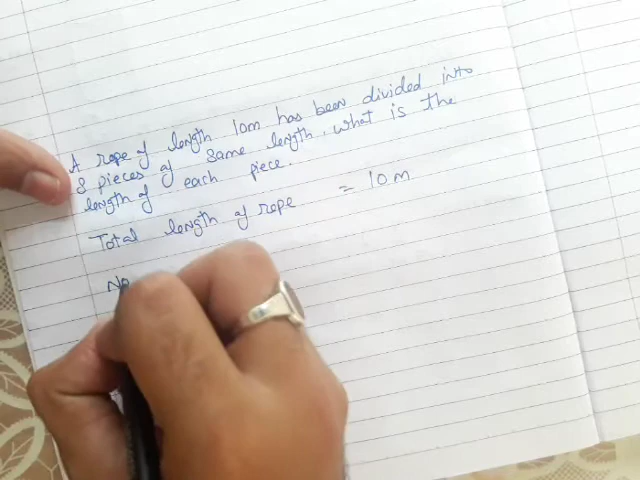 A rope of length 10m has been divided into
8 pieces of same length. what is the
length of each piece.
Total length of rope = 10 m
No